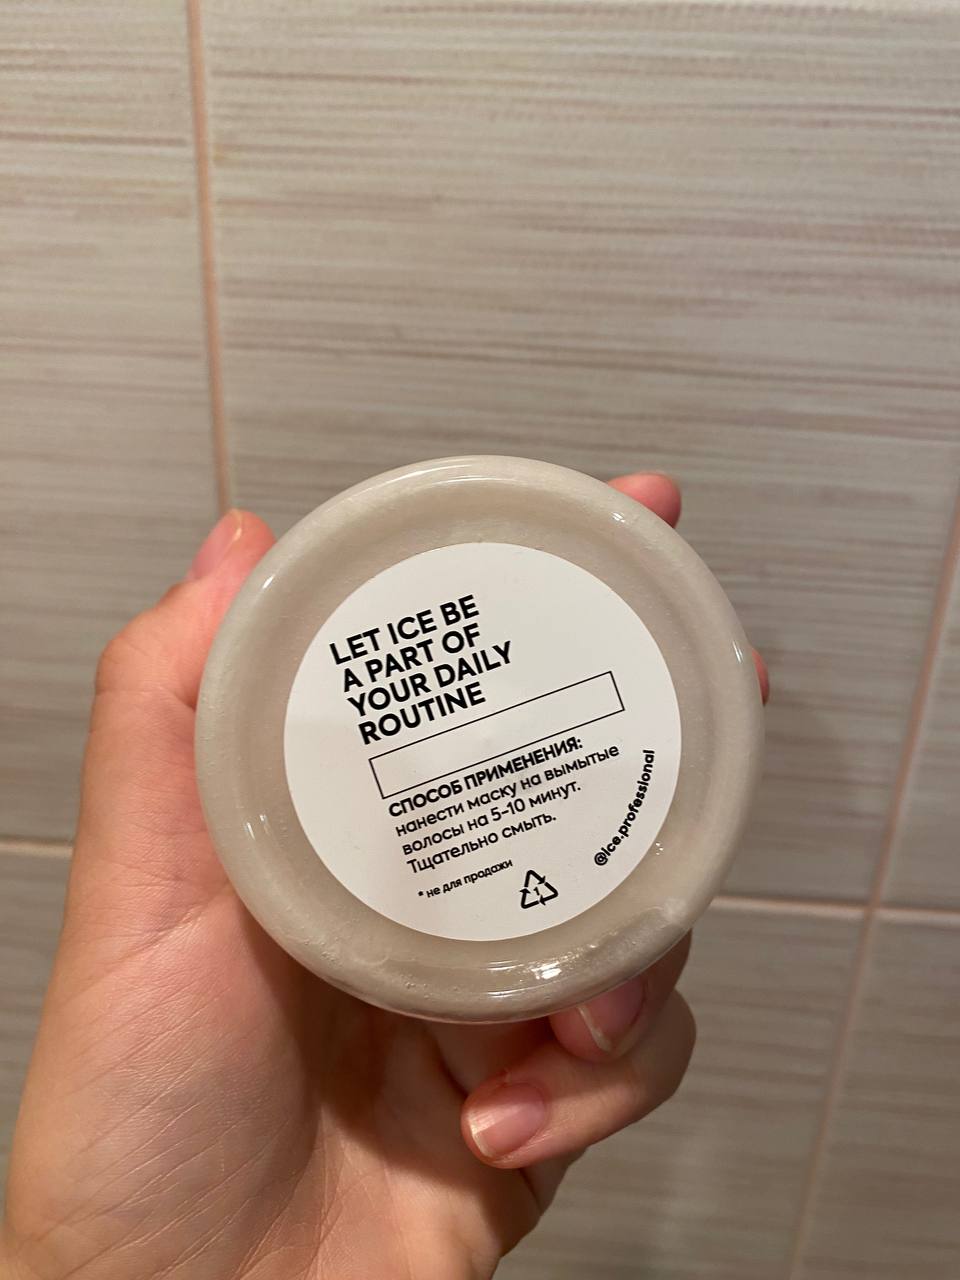 LET ICE BE
A PART OF
YOUR DAILY
ROUTINE
СПОСОБ ПРИМЕНЕНИЯ:
нанести маску на вымытые
волосы на 5-10 минут.
Тщательно смыть.
* не для продажи
1
@ice.professional